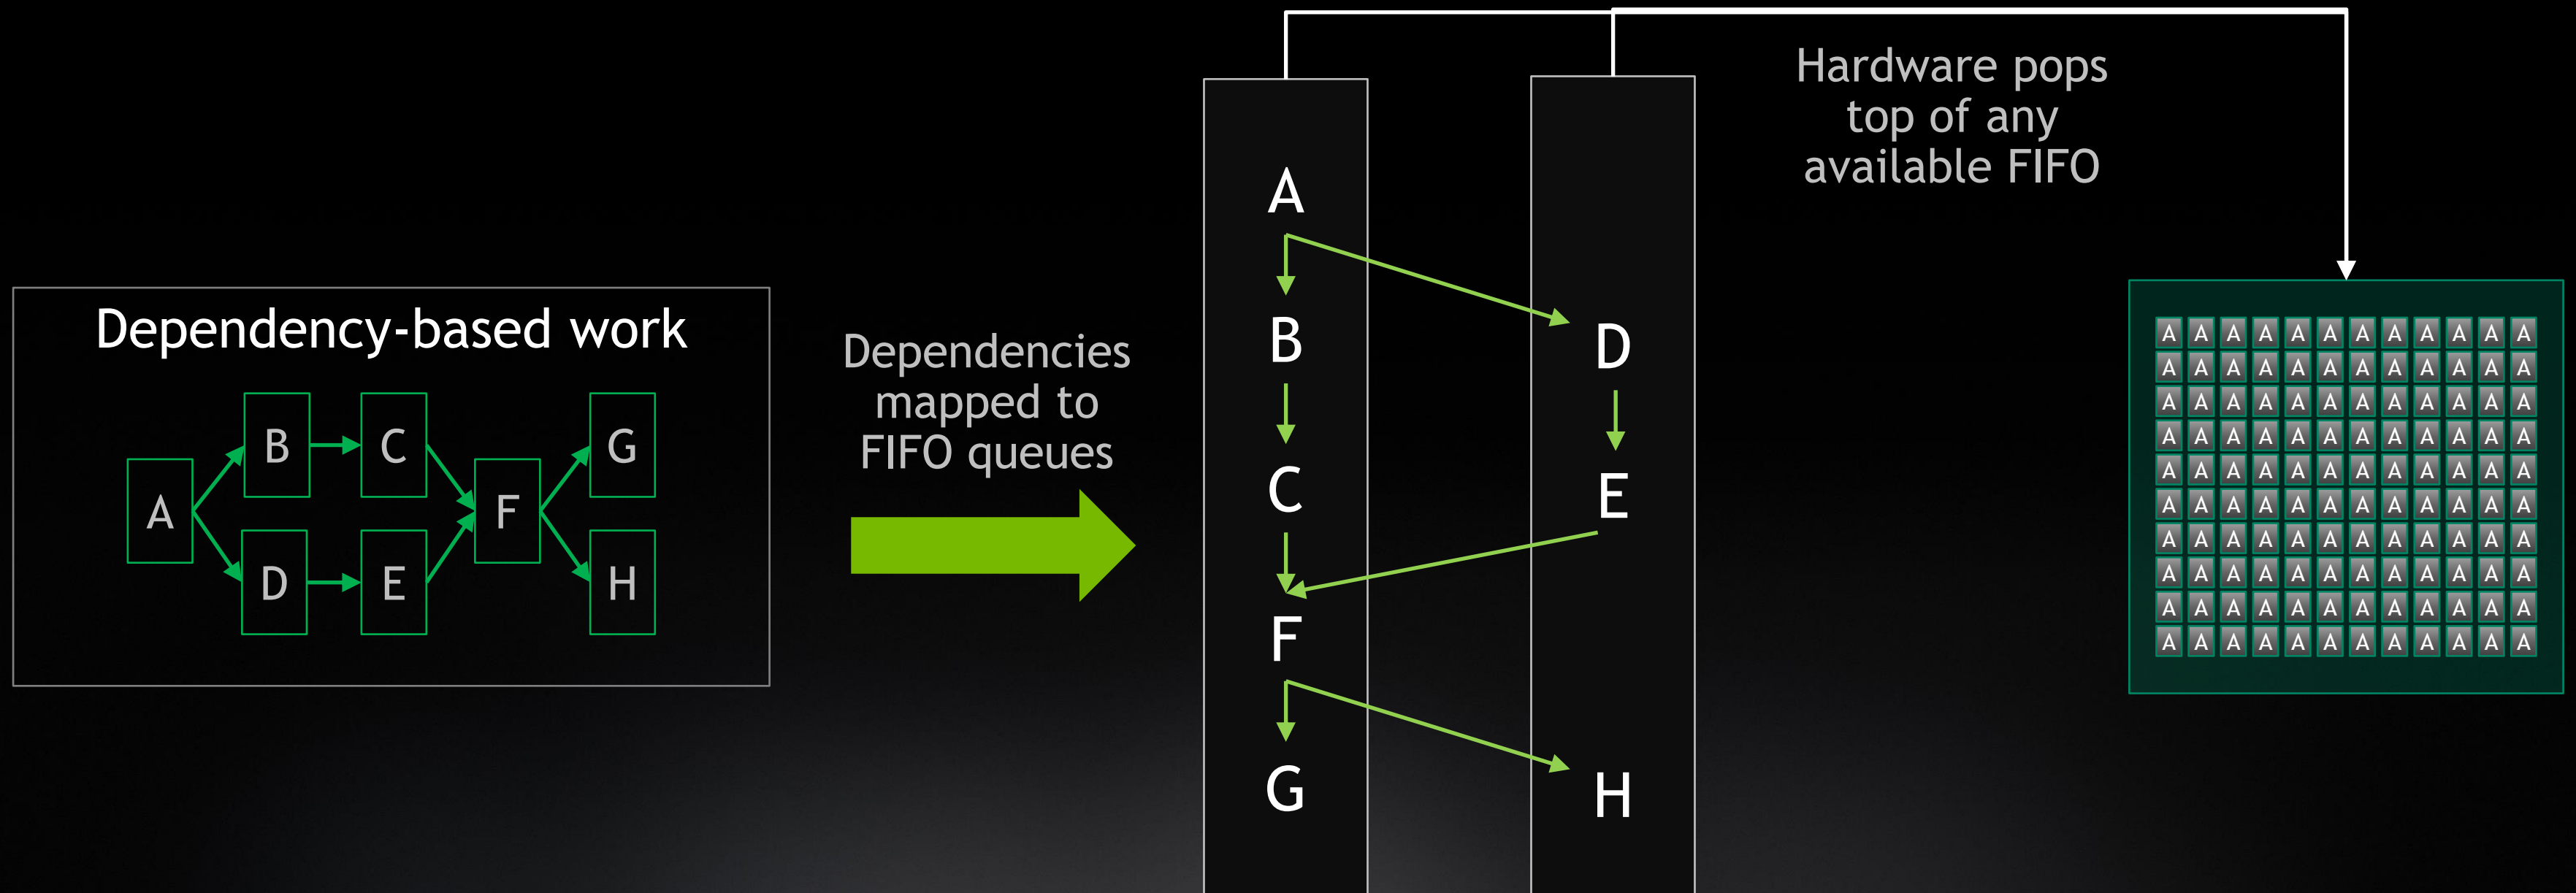 Dependency-based work
B
C
G
A
F
D
E
H
Dependencies
mapped to
FIFO queues
A
B
C
F
G
D
E
H
Hardware pops
top of any
available FIFO
A A A A A A A A A A A A
A A A A A A A A A A A A
A A A A A A A A A A A A
A A A A A A A A A A A A
A A A A A A A A A A A A
A A A A A A A A A A A A
A A A A A A A A A A A A
A A A A A A A A A A A A
A A A A A A A A A A A A
A A A A A A A A A A A A